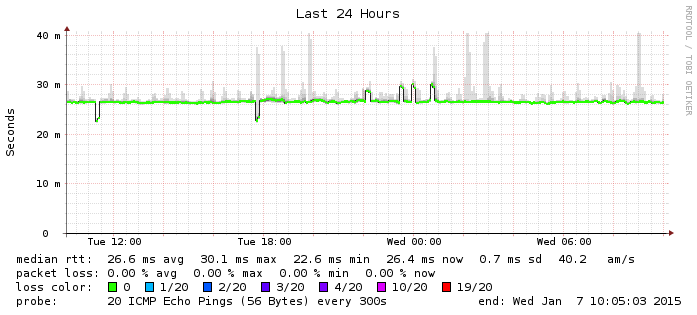 Last 24 Hours
RRDTOOL / TOBI OETIKER
Seconds
40 m
30 m
20 m
10 m
0
Tue 12:00 Tue 18:00 Wed 00:00 Wed 06:00
median rtt: 26.6 ms avg 30.1 ms max 22.6 ms min 26.4 ms now 0.7 ms sd 40.2 am/s
packet loss: 0.00 % avg 0.00 % max 0.00 % min 0.00 % now
loss color: 0 1/20 2/20 3/20 4/20 10/20 19/20
probe: 20 ICMP Echo Pings (56 Bytes) every 300s end: Wed Jan 7 10:05:03 2015